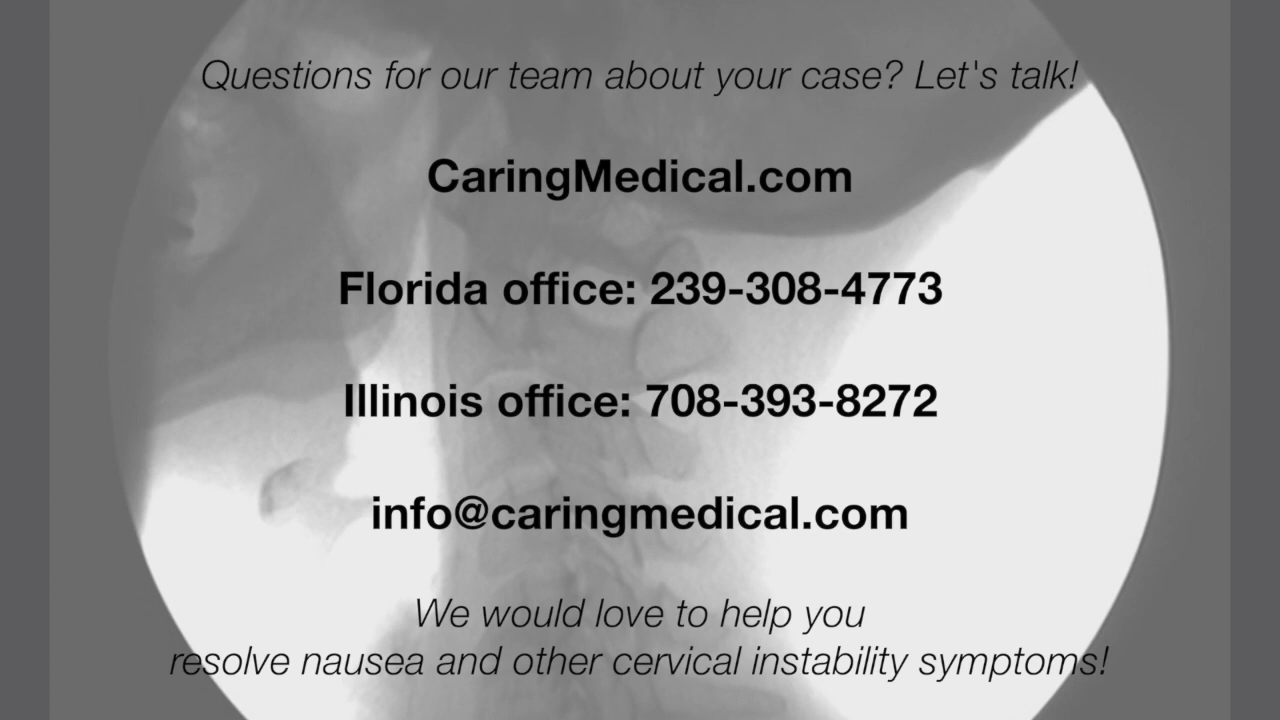 Questions for our team about your case? Let's talk!
CaringMedical.com
Florida office: 239-308-4773
Illinois office: 708-393-8272
info@caringmedical.com
We would love to help you
resolve nausea and other cervical instability symptoms!